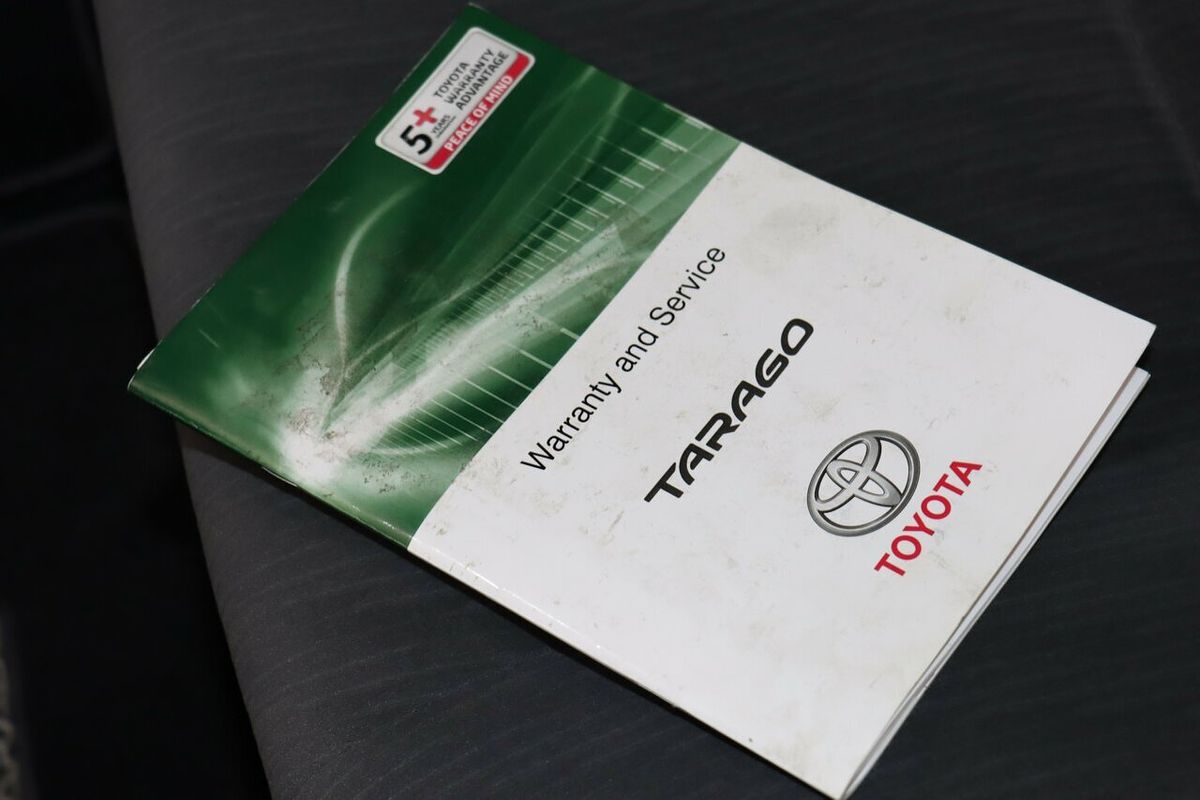 5+
YEARS
TOYOTA
WARRANTY
ADVANTAGE
PEACE OF MIND
Warranty and Service
TARAGO
TOYOTA